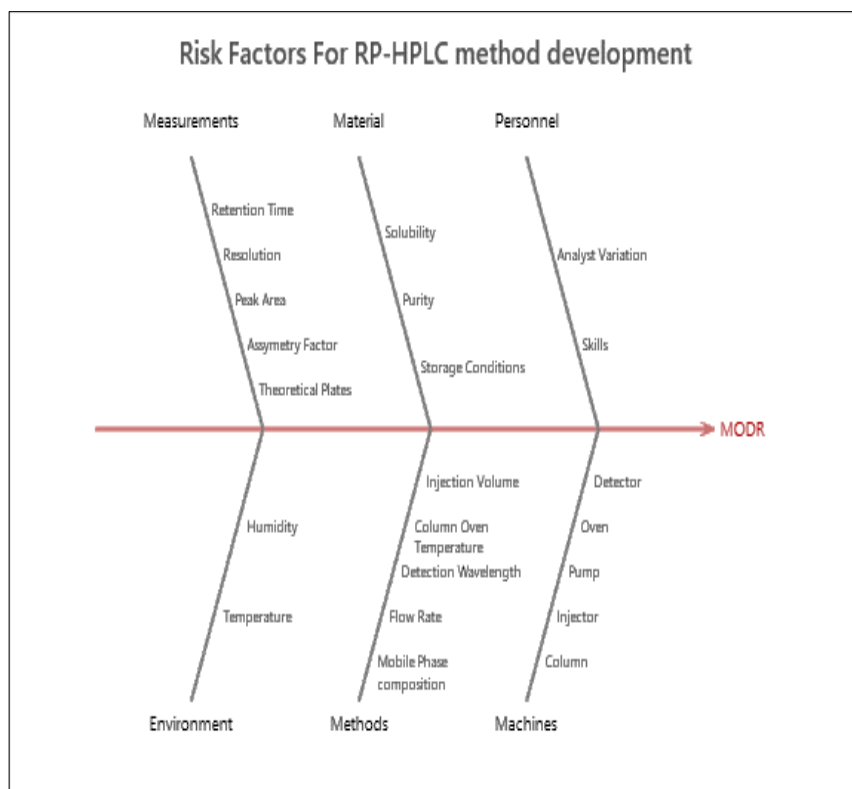 Risk Factors For RP-HPLC method development
Measurements
Material
Personnel
Retention Time
Resolution
Peak Area
Assymetry Factor
Theoretical Plates
Solubility
Purity
Storage Conditions
Analyst Variation
Skills
MODR
Humidity
Temperature
Injection Volume
Column Oven
Temperature
Detection Wavelength
Flow Rate
Mobile Phase
composition
Detector
Oven
Pump
Injector
Column
Environment
Methods
Machines